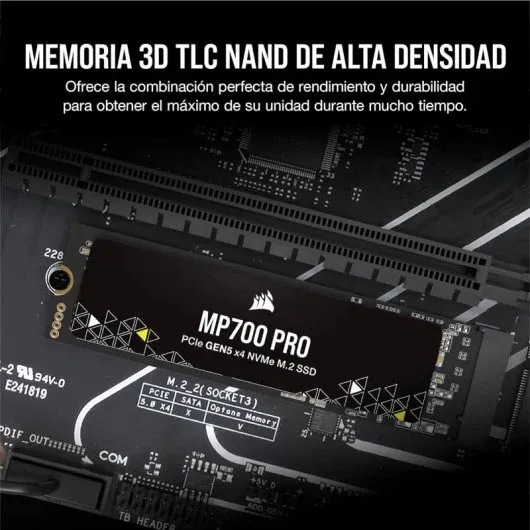 MEMORIA 3D TLC NAND DE ALTA DENSIDAD
Ofrece la combinación perfecta de rendimiento y durabilidad
para obtener el máximo de su unidad durante mucho tiempo.
228
MP700 PRO
PCIe GEN5 x4 NVMe M.2 SSD
94V-0
E241819
M.2_2(SOCKET3)
PCIE SATA Optane Memory
5.0 X4 X V
PDIF_OUT
COM
+5V_D
TB HEADER